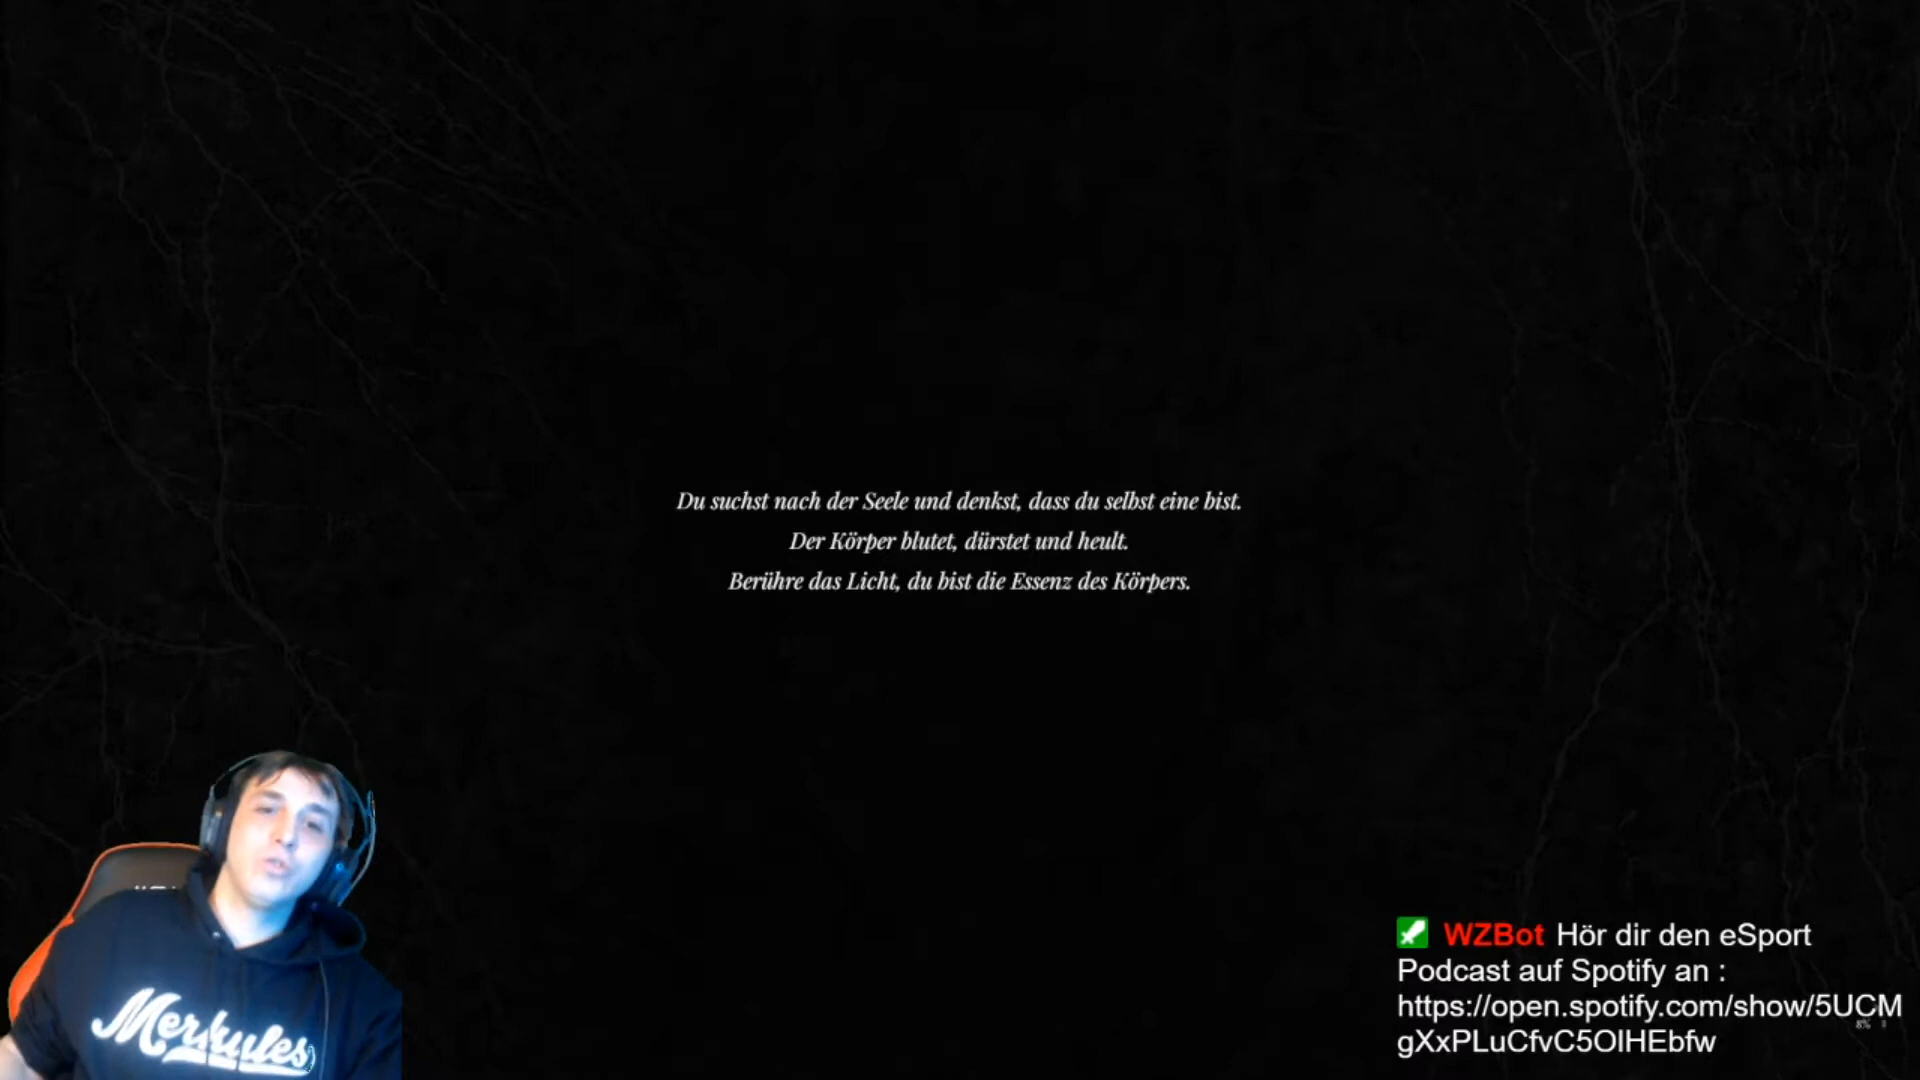 Du suchst nach der Seele und denkst, dass du selbst eine bist.
Der Körper blutet, dürstet und heult.
Berühre das Licht, du bist die Essenz des Körpers.
WZBot Hör dir den eSport
Podcast auf Spotify an :
https://open.spotify.com/show/5UCM
gXxPLuCfvC5OlHEbfw
8%
Merkules